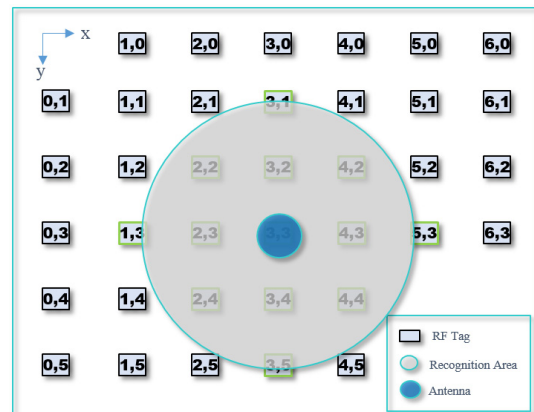 x
1,0 2,0 3,0 4,0 5,0 6,0
y
0,1 1,1 2,1 3,1 4,1 5,1 6,1
0,2 1,2 2,2 3,2 4,2 5,2 6,2
0,3 1,3 2,3 3,3 4,3 5,3 6,3
0,4 1,4 2,4 3,4 4,4
RF Tag
0,5 1,5 2,5 3,5 4,5
Recognition Area
Antenna